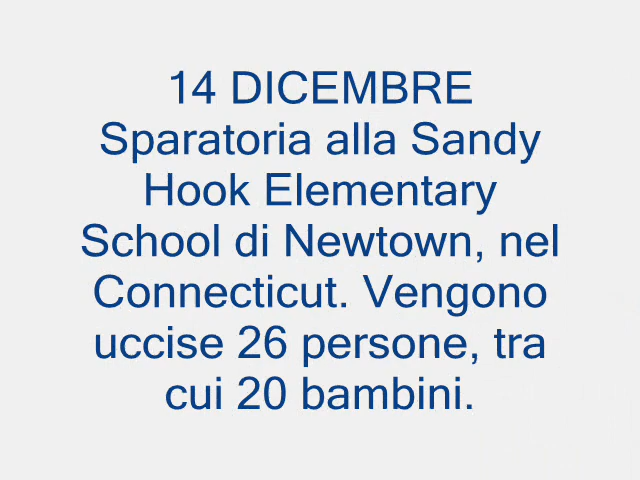 14 DICEMBRE
Sparatoria alla Sandy
Hook Elementary
School di Newtown, nel
Connecticut. Vengono
uccise 26 persone, tra
cui 20 bambini.